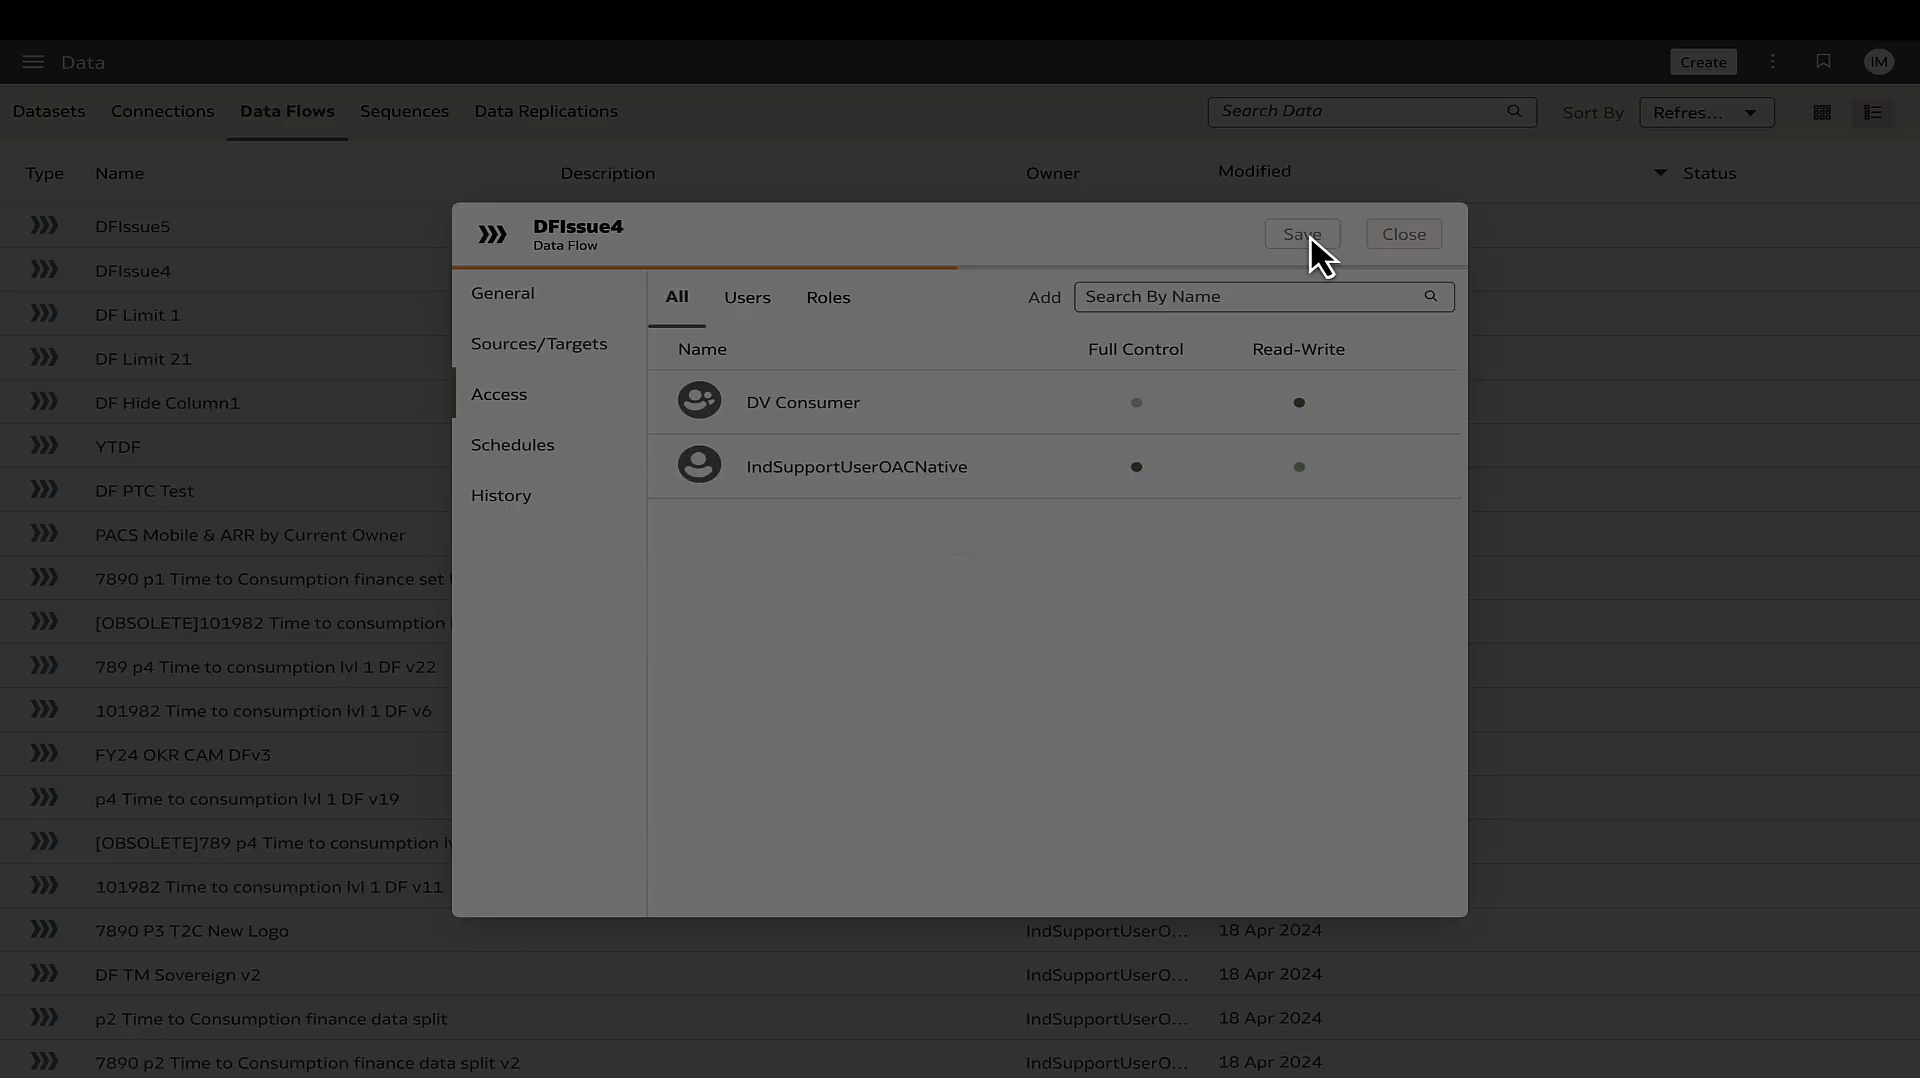 Data
Create
IM
Datasets Connections Data Flows Sequences Data Replications
Search Data
Sort By
Refres...
Type Name Description Owner Modified Status
DFIssue5
DFIssue4
DF Limit 1
DF Limit 21
DF Hide Column1
YTDF
DF PTC Test
PACS Mobile & ARR by Current Owner
7890 p1 Time to Consumption finance set
[OBSOLETE]101982 Time to consumption
789 p4 Time to consumption lvl 1 DF v22
101982 Time to consumption lvl 1 DF v6
FY24 OKR CAM DFv3
p4 Time to consumption lvl 1 DF v19
[OBSOLETE]789 p4 Time to consumption
101982 Time to consumption lvl 1 DF v11
7890 P3 T2C New Logo IndSupportUserO... 18 Apr 2024
DF TM Sovereign v2 IndSupportUserO... 18 Apr 2024
p2 Time to Consumption finance data split IndSupportUserO... 18 Apr 2024
7890 p2 Time to Consumption finance data split v2 IndSupportUserO... 18 Apr 2024
DFIssue4
Data Flow
Save
Close
General
Sources/Targets
Access
Schedules
History
All Users Roles
Add
Search By Name
Name Full Control Read-Write
DV Consumer
IndSupportUserOACNative